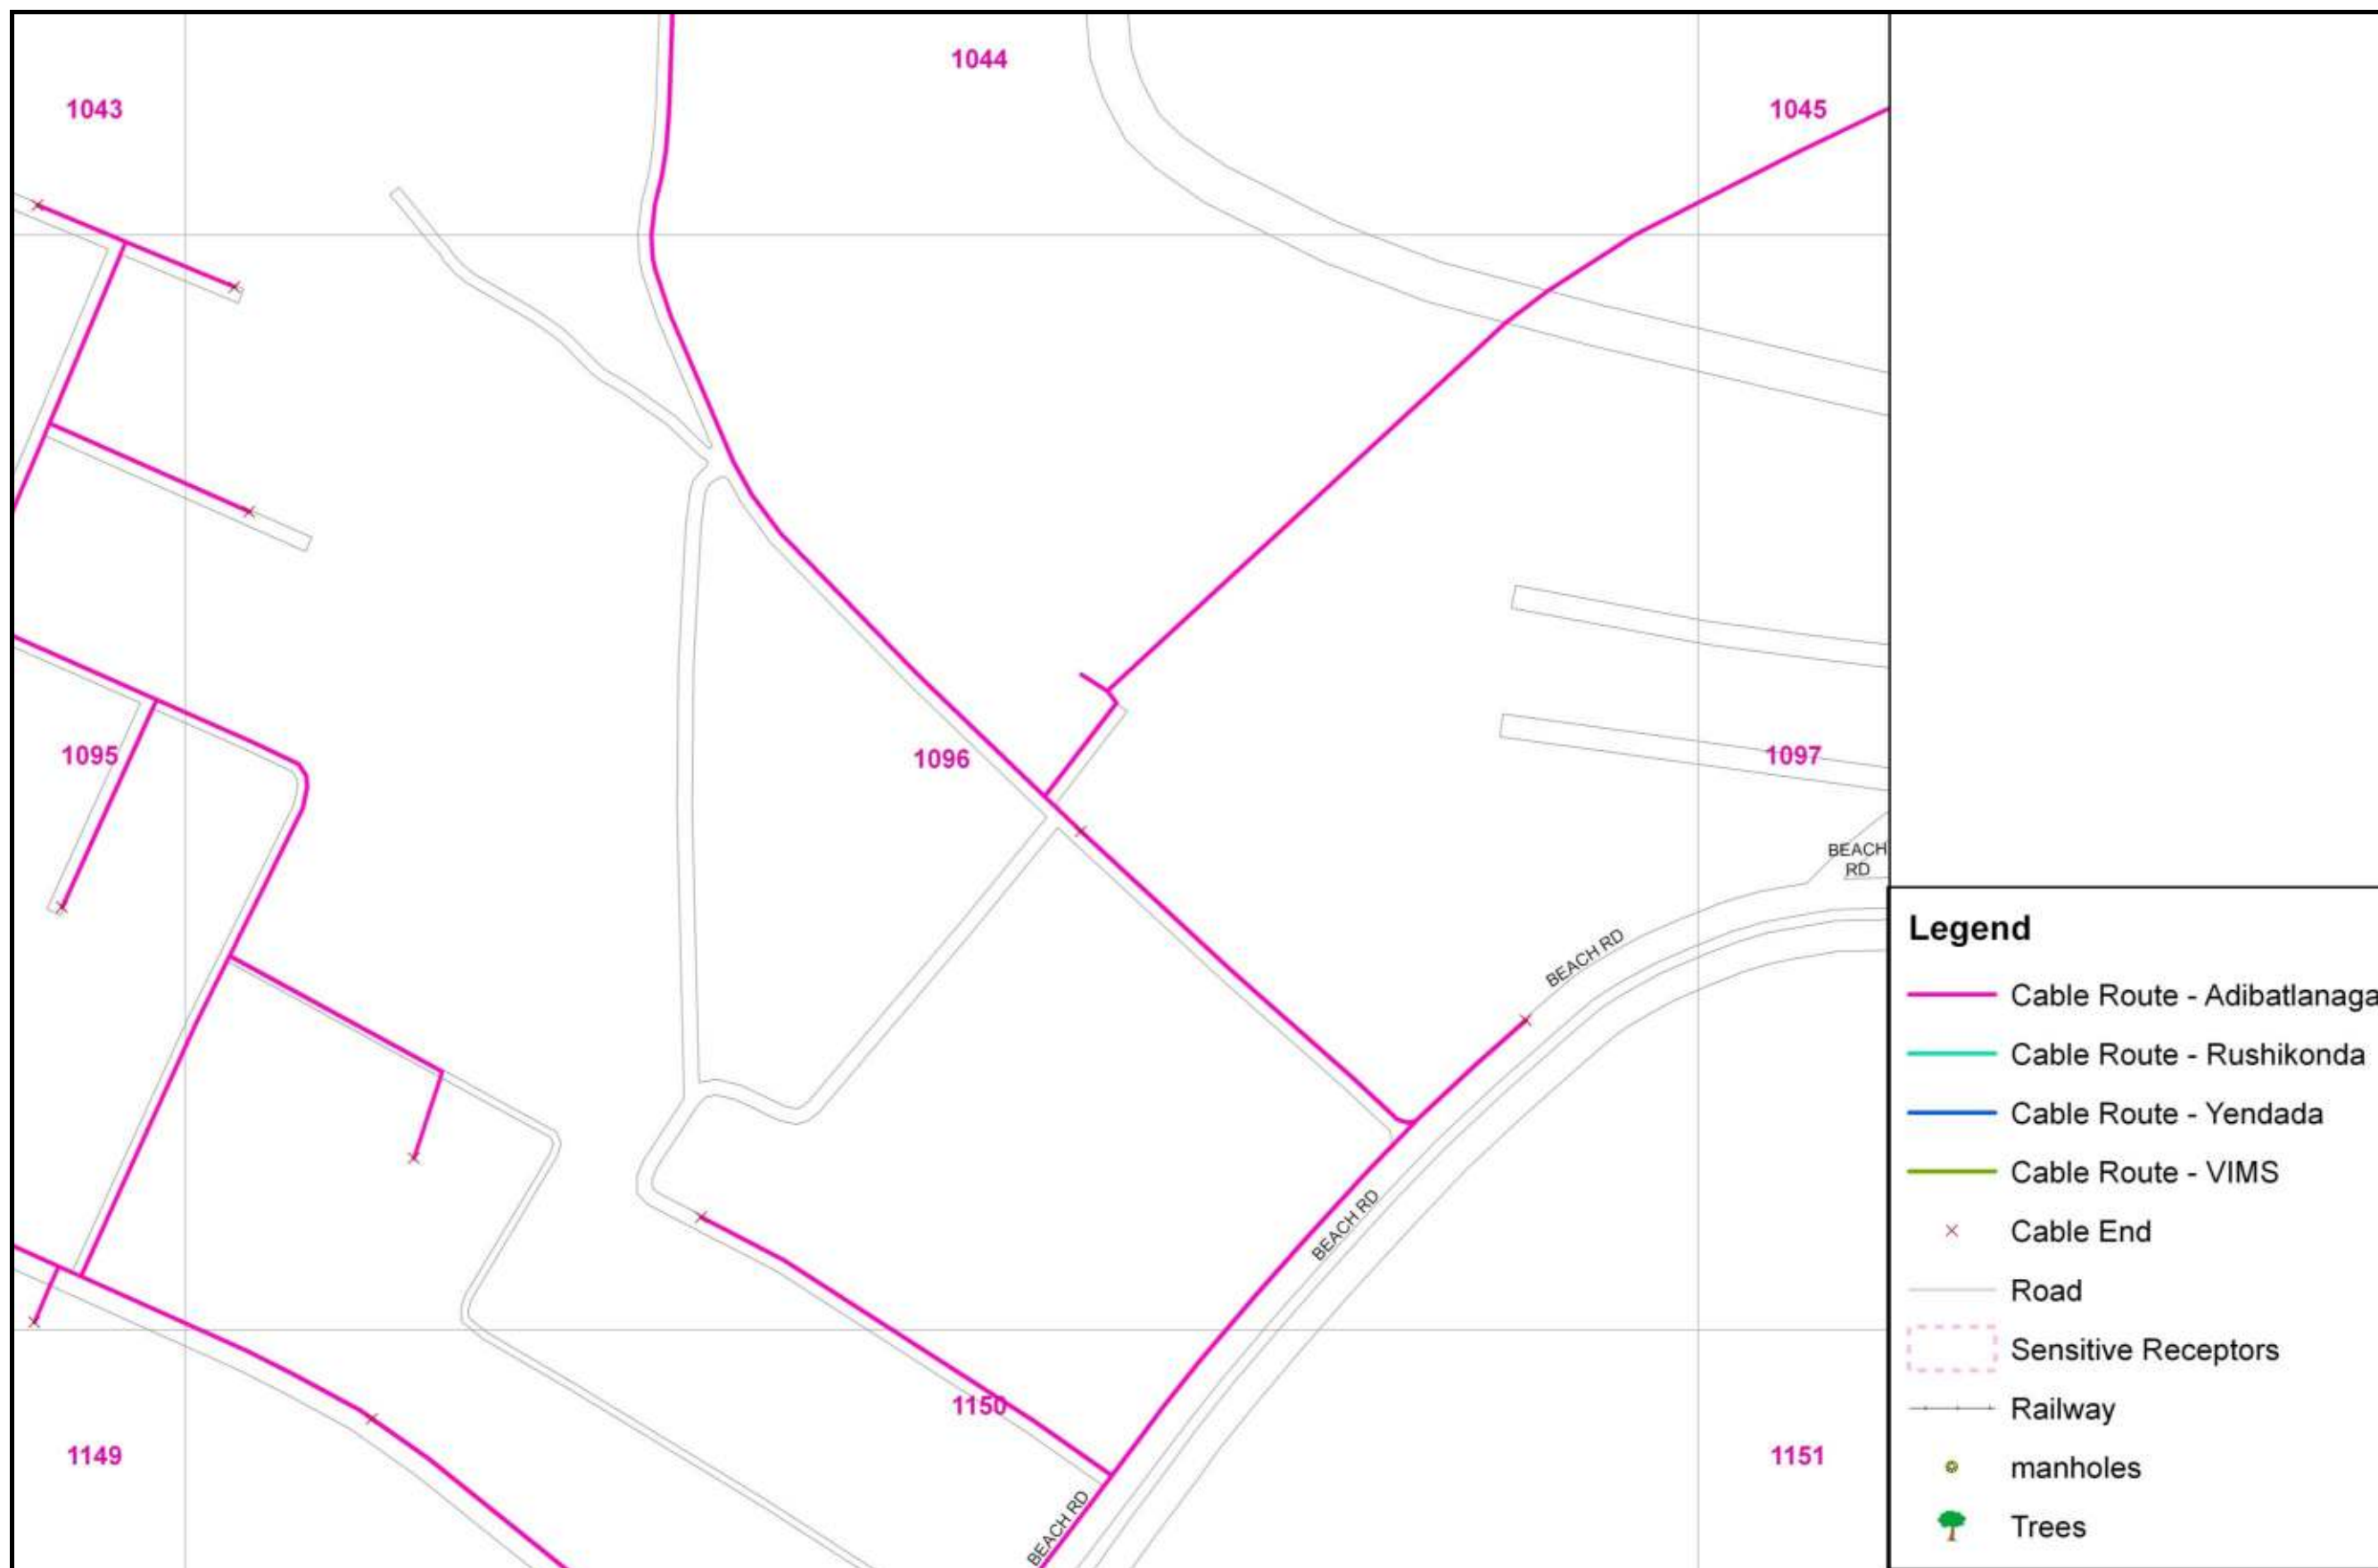 1044
1043
1045
1095
1096
1097
BEACH
RD
BEACH RD
BEACH RD
1150
1149
1151
BEACH RD
Legend
Cable Route - Adibatlanaga
Cable Route - Rushikonda
Cable Route - Yendada
Cable Route - VIMS
Cable End
Road
Sensitive Receptors
Railway
manholes
Trees